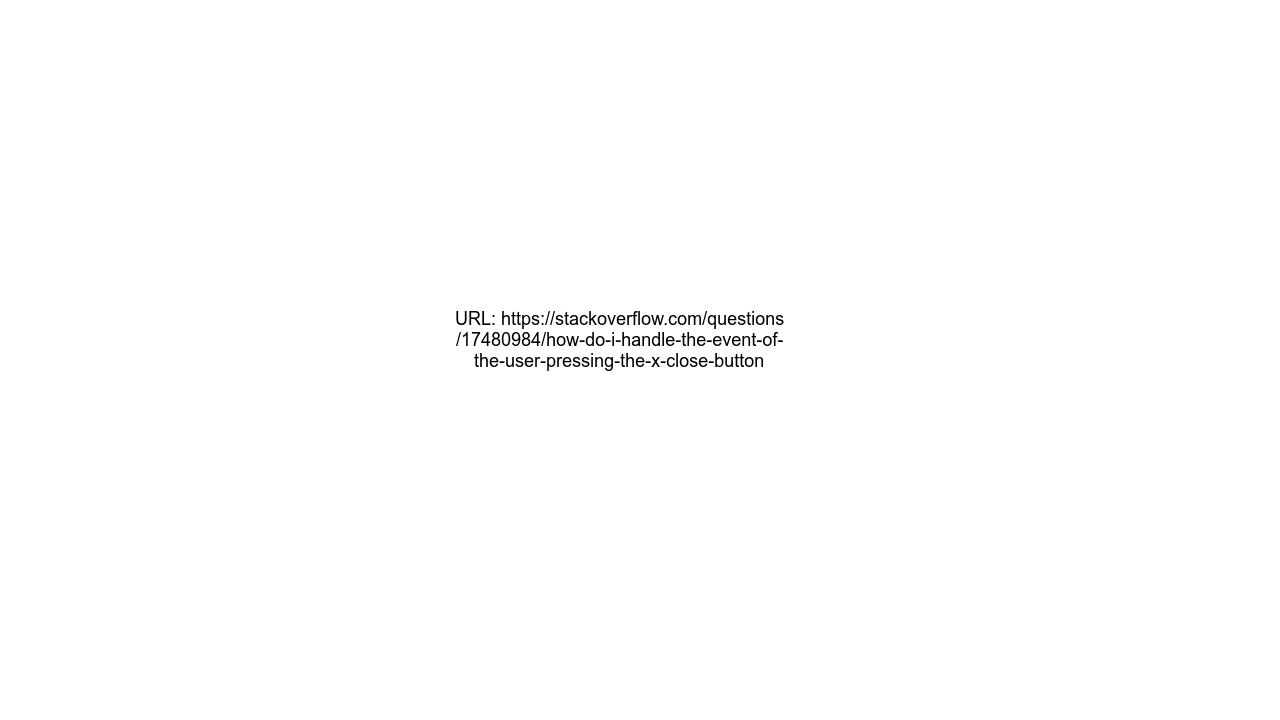 URL: https://stackoverflow.com/questions
/17480984/how-do-i-handle-the-event-of-
the-user-pressing-the-x-close-button